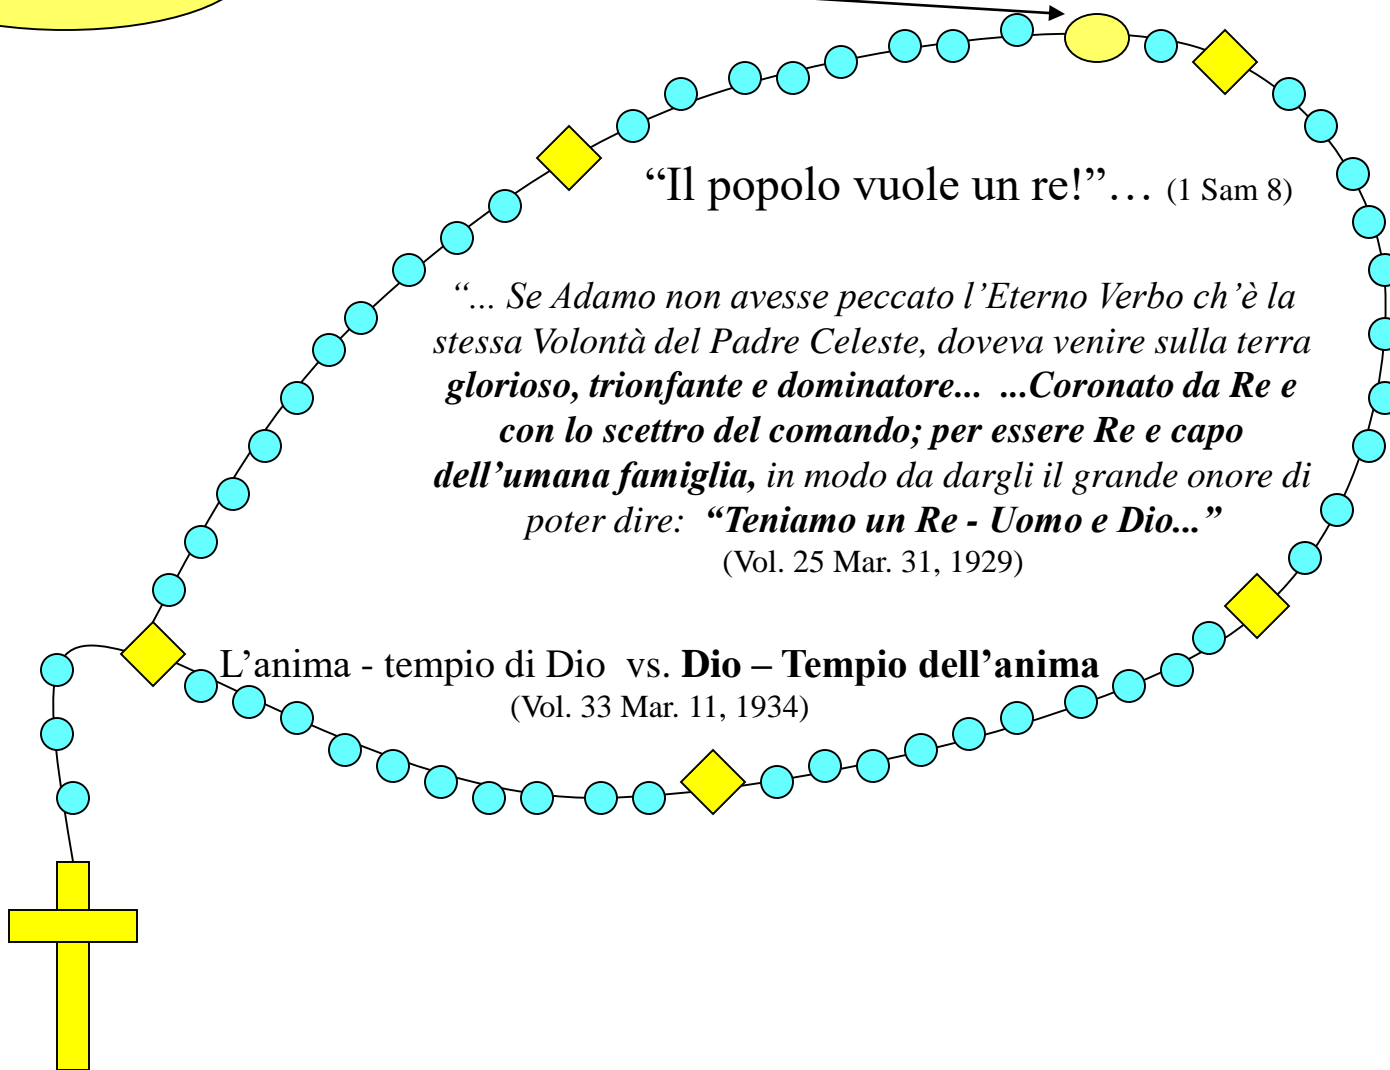 “Il popolo vuole un re!”… (1 Sam 8)
“... Se Adamo non avesse peccato l’Eterno Verbo ch’è la
stessa Volontà del Padre Celeste, doveva venire sulla terra
glorioso, trionfante e dominatore... ...Coronato da Re e
con lo scettro del comando; per essere Re e capo
dell’umana famiglia, in modo da dargli il grande onore di
poter dire: “Teniamo un Re - Uomo e Dio...”
(Vol. 25 Mar. 31, 1929)
L’anima - tempio di Dio vs. Dio – Tempio dell’anima
(Vol. 33 Mar. 11, 1934)